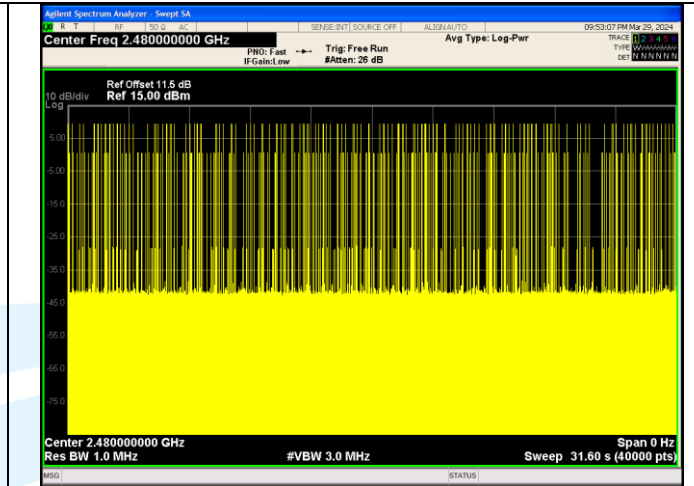 Agilent Spectrum Analyzer - Swept SA
R T RF 50 Ω AC SENSE:INT SOURCE OFF ALIGN AUTO 09:53:07 PM Mar 29, 2024
Center Freq 2.480000000 GHz
PNO: Fast
IFGain:Low
Trig: Free Run
#Atten: 26 dB
Avg Type: Log-Pwr
TRACE 1 2 3 4 5 6
TYPE W
DET N N N N N N
10 dB/div
Log
Ref Offset 11.5 dB
Ref 15.00 dBm
5.00
-5.00
-15.0
-25.0
-35.0
-45.0
-55.0
-65.0
-75.0
Center 2.480000000 GHz
Res BW 1.0 MHz
#VBW 3.0 MHz
Span 0 Hz
Sweep 31.60 s (40000 pts)
MSG
STATUS